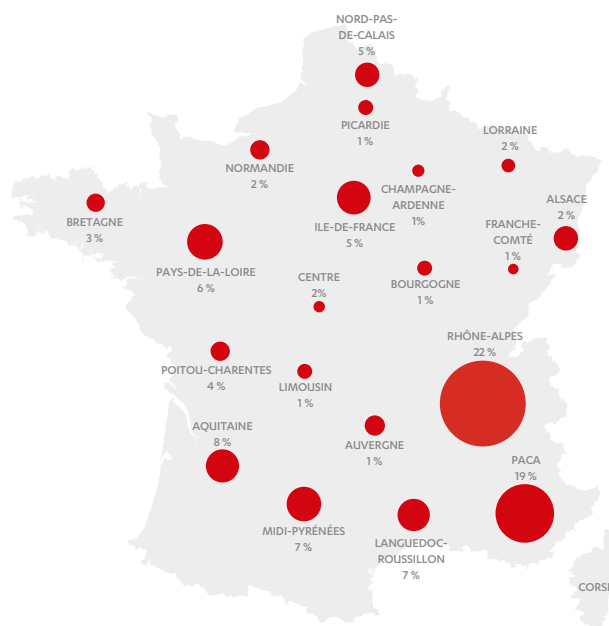 NORD-PAS-
DE-CALAIS
5 %
PICARDIE
1 %
LORRAINE
2 %
NORMANDIE
2 %
CHAMPAGNE-
ARDENNE
1%
ALSACE
2 %
BRETAGNE
3 %
ILE-DE-FRANCE
5 %
FRANCHE-
COMTÉ
1 %
PAYS-DE-LA-LOIRE
6 %
CENTRE
2%
BOURGOGNE
1 %
RHÔNE-ALPES
22 %
POITOU-CHARENTES
4 %
LIMOUSIN
1 %
AQUITAINE
8 %
AUVERGNE
1 %
PACA
19 %
MIDI-PYRÉNÉES
7 %
LANGUEDOC-
ROUSSILLON
7 %
CORS